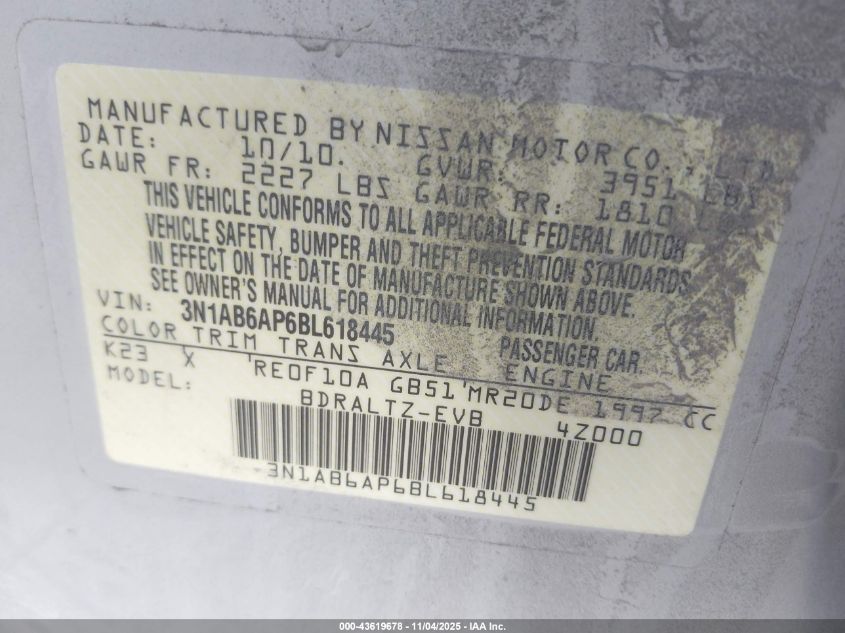 MANUFACTURED BY NISSAN MOTOR CO., LTD
DATE: 10/10. GVWR: 3951 LBS
GAWR FR: 2227 LBS GAWR RR: 1810
THIS VEHICLE CONFORMS TO ALL APPLICABLE FEDERAL MOTOR
VEHICLE SAFETY, BUMPER AND THEFT PREVENTION STANDARDS
IN EFFECT ON THE DATE OF MANUFACTURE SHOWN ABOVE.
SEE OWNER'S MANUAL FOR ADDITIONAL INFORMATION.
VIN: 3N1AB6AP6BL618445 PASSENGER CAR.
COLOR TRIM TRANS AXLE ENGINE
K23 X 'RE0F10A GB51'MR20DE 1997 CC
MODEL: BDRALTZ-EVB 4Z000
3N1AB6AP6BL618445
000-43619678 - 11/04/2025 - IAA Inc.